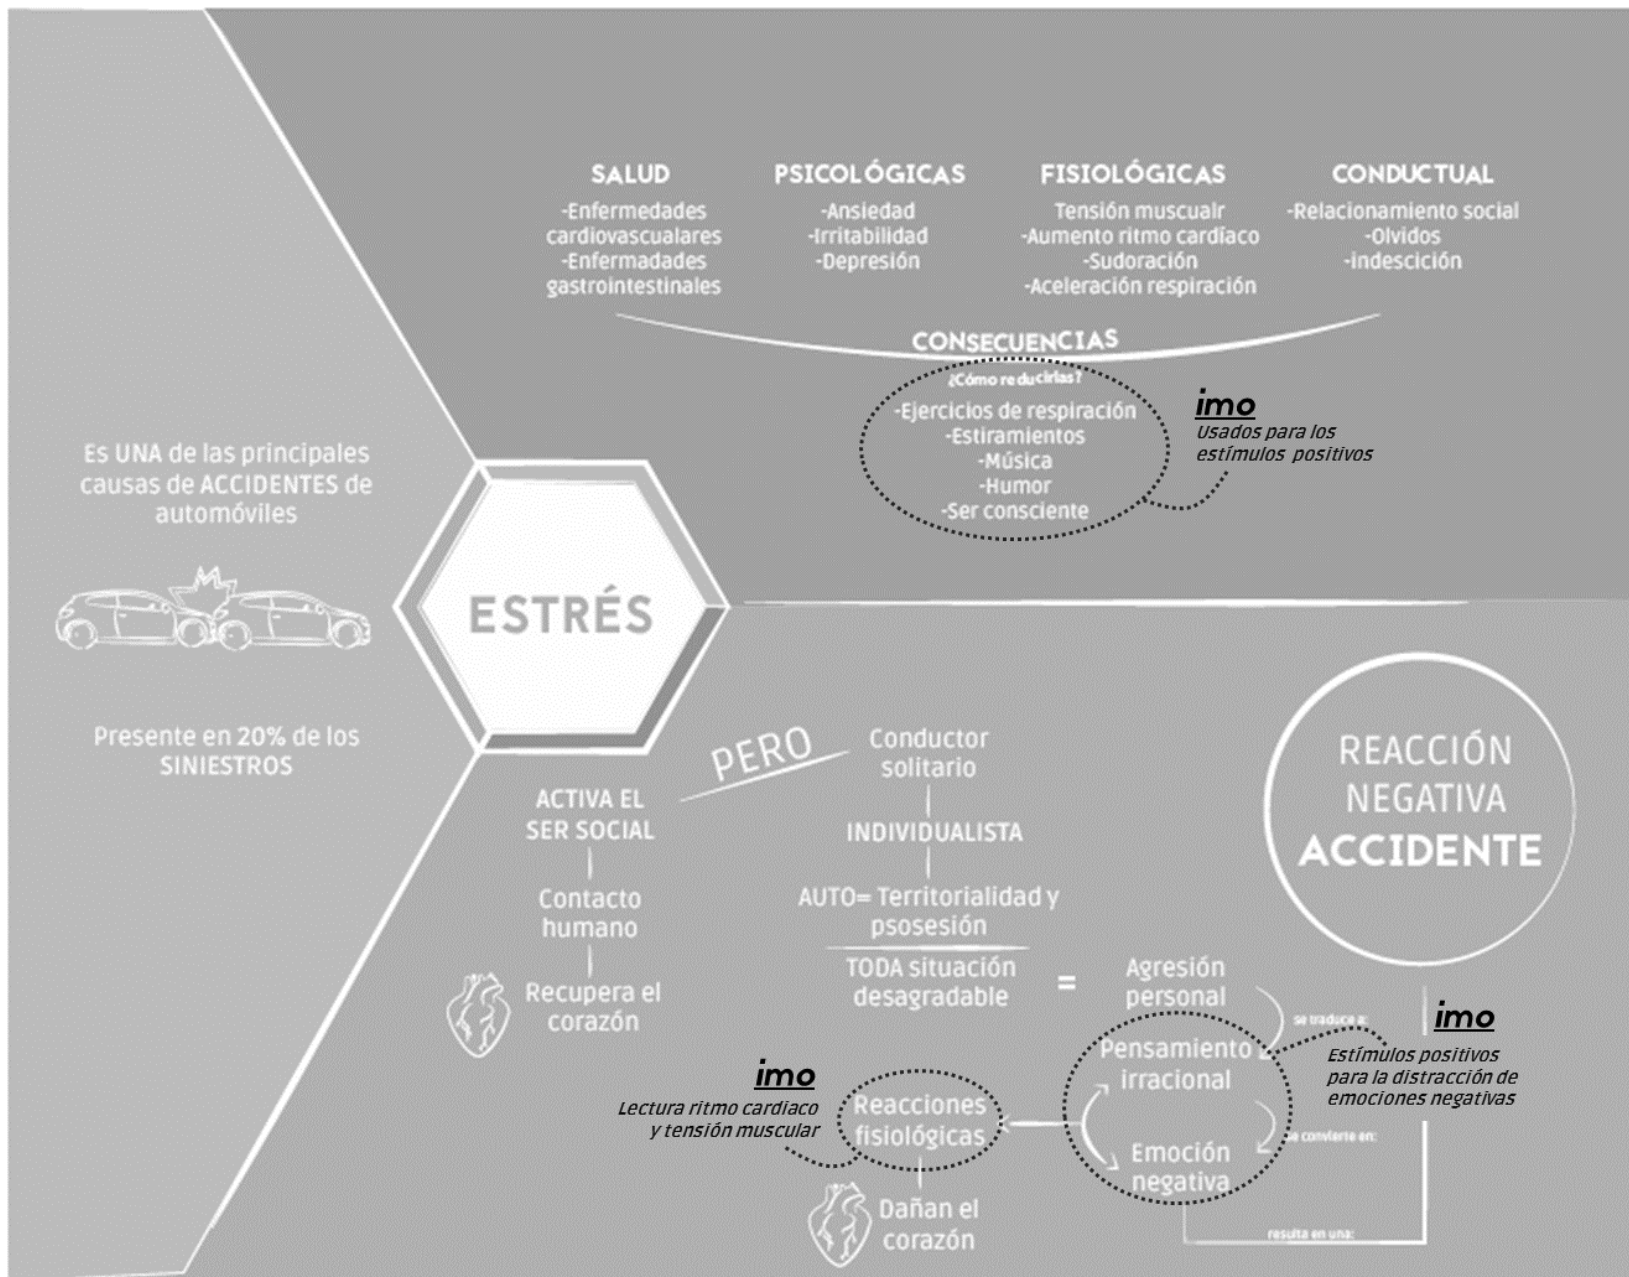 SALUD
-Enfermedades
cardiovascualares
-Enfermadades
gastrointestinales
PSICOLÓGICAS
-Ansiedad
-Irritabilidad
-Depresión
FISIOLÓGICAS
Tensión muscualr
-Aumento ritmo cardíaco
-Sudoración
-Aceleración respiración
CONDUCTUAL
-Relacionamiento social
-Olvidos
-indescición
CONSECUENCIAS
¿Cómo reducirlas?
-Ejercicios de respiración
-Estiramientos
-Música
-Humor
-Ser consciente
imo
Usados para los
estímulos positivos
Es UNA de las principales
causas de ACCIDENTES de
automóviles
Presente en 20% de los
SINIESTROS
ESTRÉS
ACTIVA EL
SER SOCIAL
Contacto
humano
Recupera el
corazón
PERO
Conductor
solitario
INDIVIDUALISTA
AUTO= Territorialidad y
psosesión
TODA situación
desagradable
=
Agresión
personal
se traduce a:
Pensamiento
irracional
se convierte en:
Emoción
negativa
imo
Estímulos positivos
para la distracción de
emociones negativas
imo
Lectura ritmo cardiaco
y tensión muscular
Reacciones
fisiológicas
Dañan el
corazón
resulta en una:
REACCIÓN
NEGATIVA
ACCIDENTE